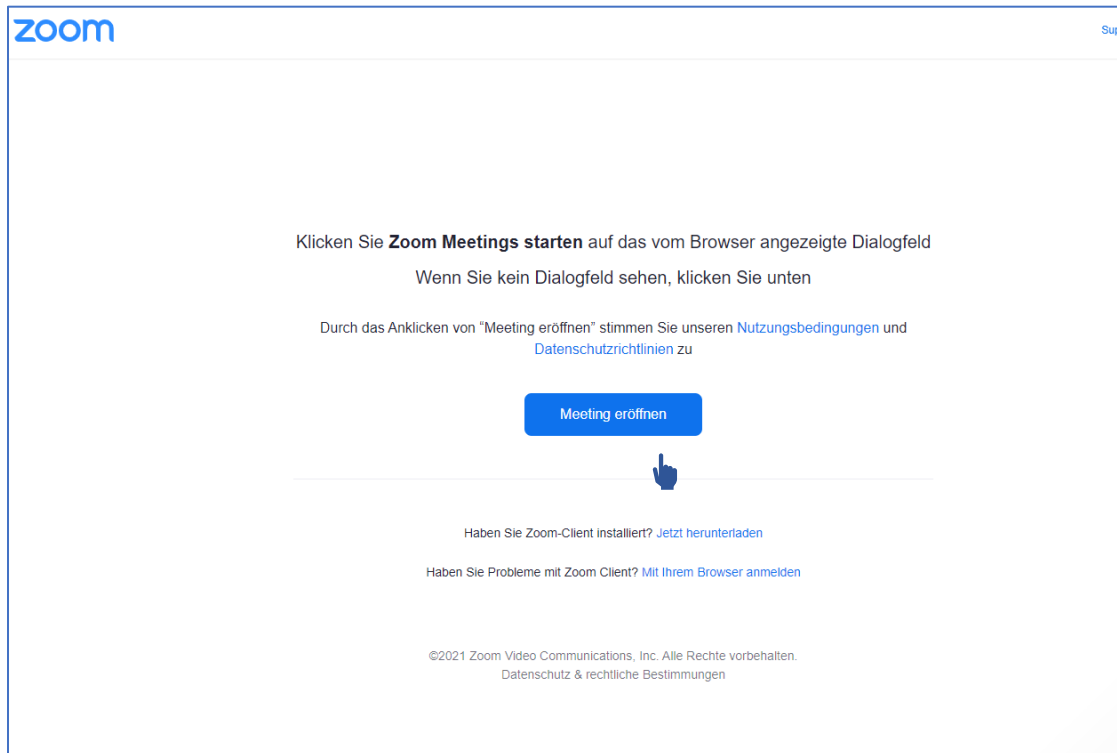 zoom
Klicken Sie Zoom Meetings starten auf das vom Browser angezeigte Dialogfeld
Wenn Sie kein Dialogfeld sehen, klicken Sie unten
Durch das Anklicken von “Meeting eröffnen” stimmen Sie unseren Nutzungsbedingungen und
Datenschutzrichtlinien zu
Meeting eröffnen
Haben Sie Zoom-Client installiert? Jetzt herunterladen
Haben Sie Probleme mit Zoom Client? Mit Ihrem Browser anmelden
©2021 Zoom Video Communications, Inc. Alle Rechte vorbehalten.
Datenschutz & rechtliche Bestimmungen